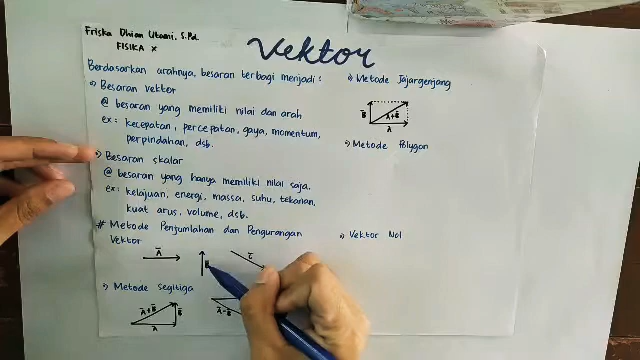 Friska Dhian Utami, S.Pd.
FISIKA X
Vektor
Berdasarkan arahnya, besaran terbagi menjadi :
Besaran vektor
@ besaran yang memiliki nilai dan arah
ex : kecepatan, percepatan, gaya, momentum,
perpindahan, dsb.
Besaran skalar
@ besaran yang hanya memiliki nilai saja.
ex : kelajuan, energi, massa, suhu, tekanan,
kuat arus, volume, dsb.
# Metode Penjumlahan dan Pengurangan
Vektor
A̅
B̅
C̅
Metode segitiga
A̅+B̅
B̅
A̅
A̅-B̅
Metode Jajargenjang
B̅
A̅+B̅
A̅
Metode Polygon
Vektor Nol